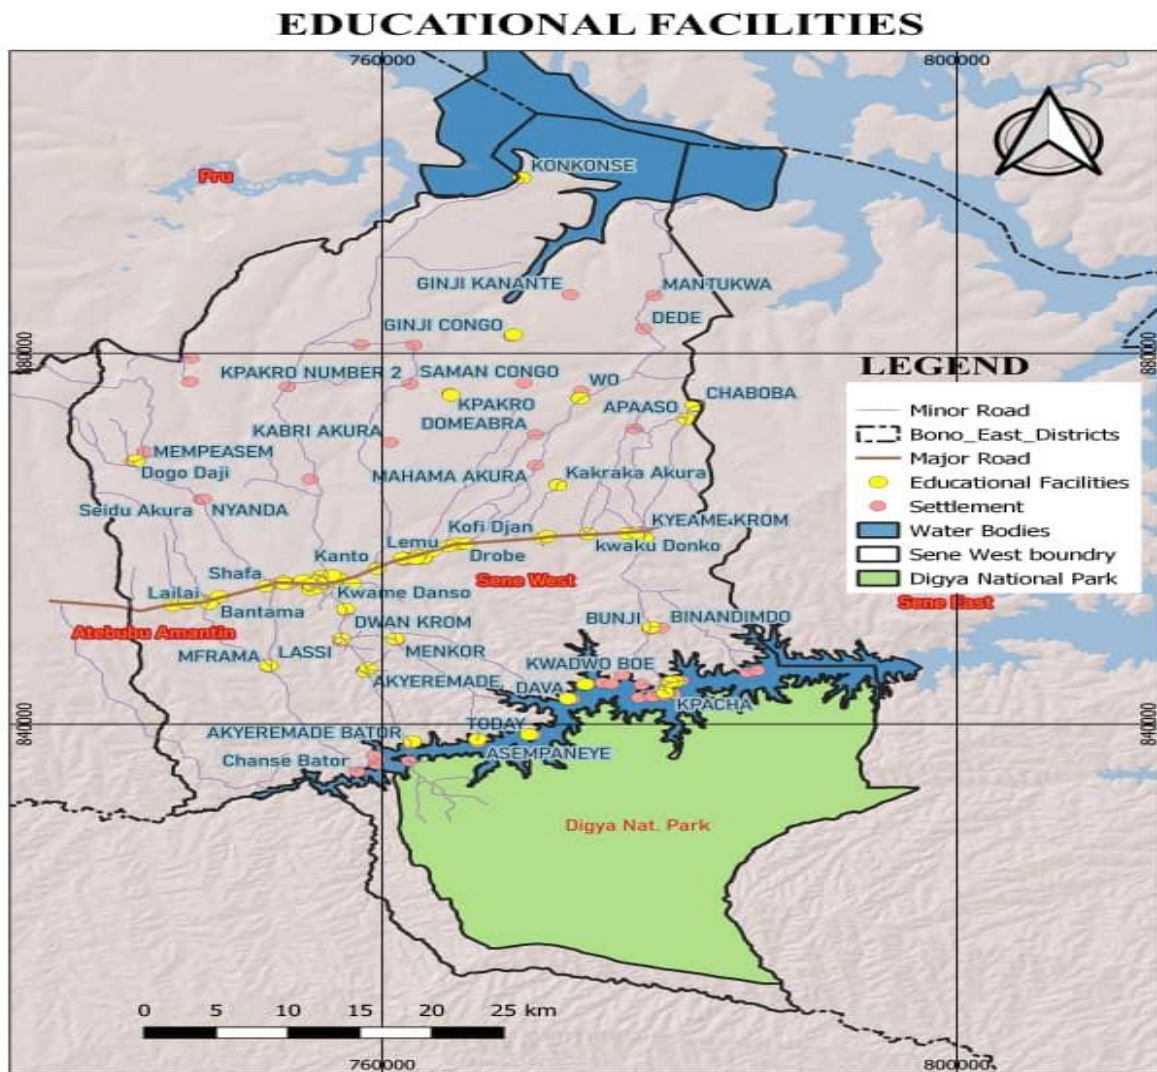 EDUCATIONAL FACILITIES
760000
800000
KONKONSE
Pru
GINJI KANANTE
MANTUKWA
DEDE
GINJI CONGO
880000
880000
LEGEND
Minor Road
Bono_East_Districts
Major Road
Educational Facilities
Settlement
Water Bodies
Sene West boundry
Digya National Park
KPAKRO NUMBER 2
SAMAN CONGO
WO
CHABOBA
KPAKRO
APAASO
DOMEABRA
KABRI AKURA
MEMPEASEM
Dogo Daji
MAHAMA AKURA
Kakraka Akura
Seidu Akura
NYANDA
Kofi Djan
KYEAME KROM
Lemu
Drobe
kwaku Donko
Kanto
Shafa
Sene West
Lailai
Kwame Danso
Sene East
Bantama
DWAN KROM
BUNJI
BINANDIMDO
Atebubu Amantin
MFRAMA
LASSI
MENKOR
KWADWO BOE
AKYEREMADE
DAVA
KPACHA
840000
840000
AKYEREMADE BATOR
TODAY
ASEMPANEYE
Chanse Bator
Digya Nat. Park
0 5 10 15 20 25 km
760000
800000